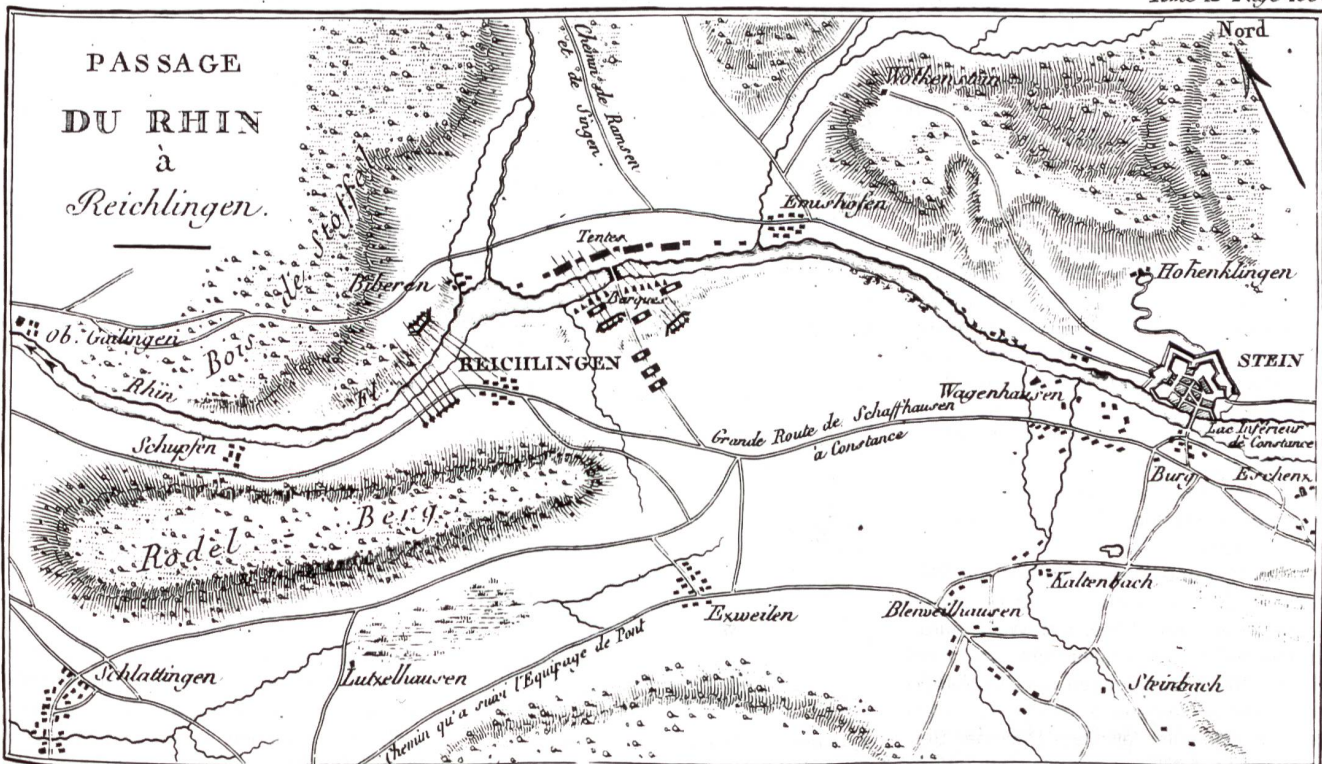 PASSAGE
DU RHIN
à
Reichlingen.
Nord
Chemin de Ramsen
et de Singen.
Wolkenstein
Emishofen
Tentes
Bois de Stoffel
Biberen
Barques
Hohenklingen
Ob. Gailingen
Rhin Fl
REICHLINGEN
STEIN
Wagenhausen
Grande Route de Schaffhausen
à Constance
Lac Inférieur
de Constance
Schupfen
Burg
Eschenz
Rodel Berg
Kaltenbach
Exweilen
Bleiweilhausen
Schlattingen
Lutzelhausen
Chemin qu'a suivi l'Equipage de Pont
Steinbach